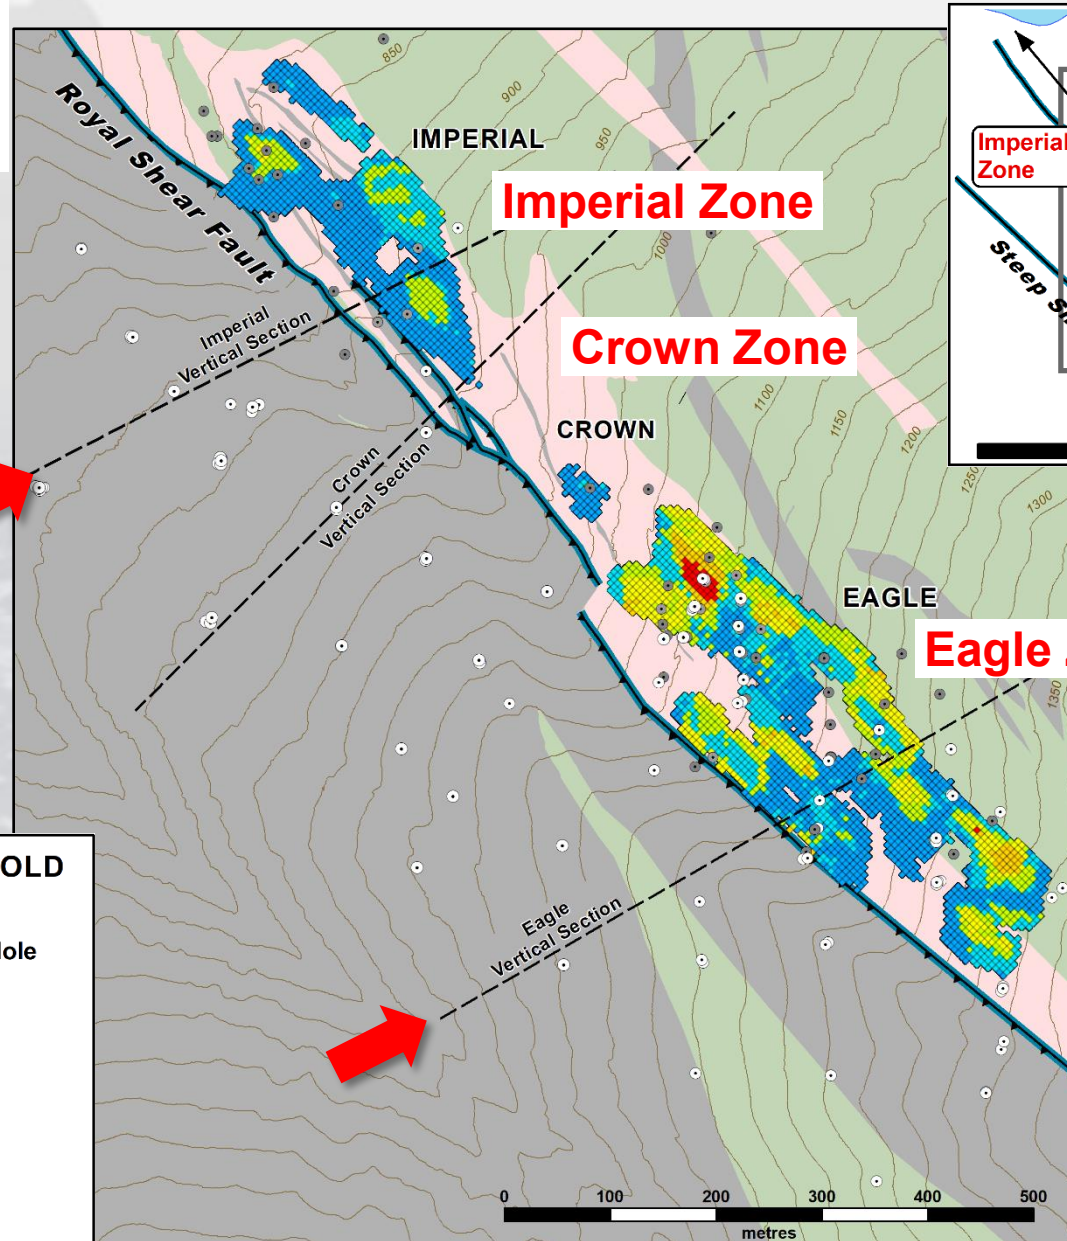 850
900
950
1000
1100
1150
1200
1250
1300
1350
Royal Shear Fault
IMPERIAL
Imperial Zone
Imperial
Zone
Steep
Imperial
Vertical Section
Crown Zone
CROWN
Crown
Vertical Section
EAGLE
Eagle
Eagle
Vertical Section
OLD
0 100 200 300 400 500
metres